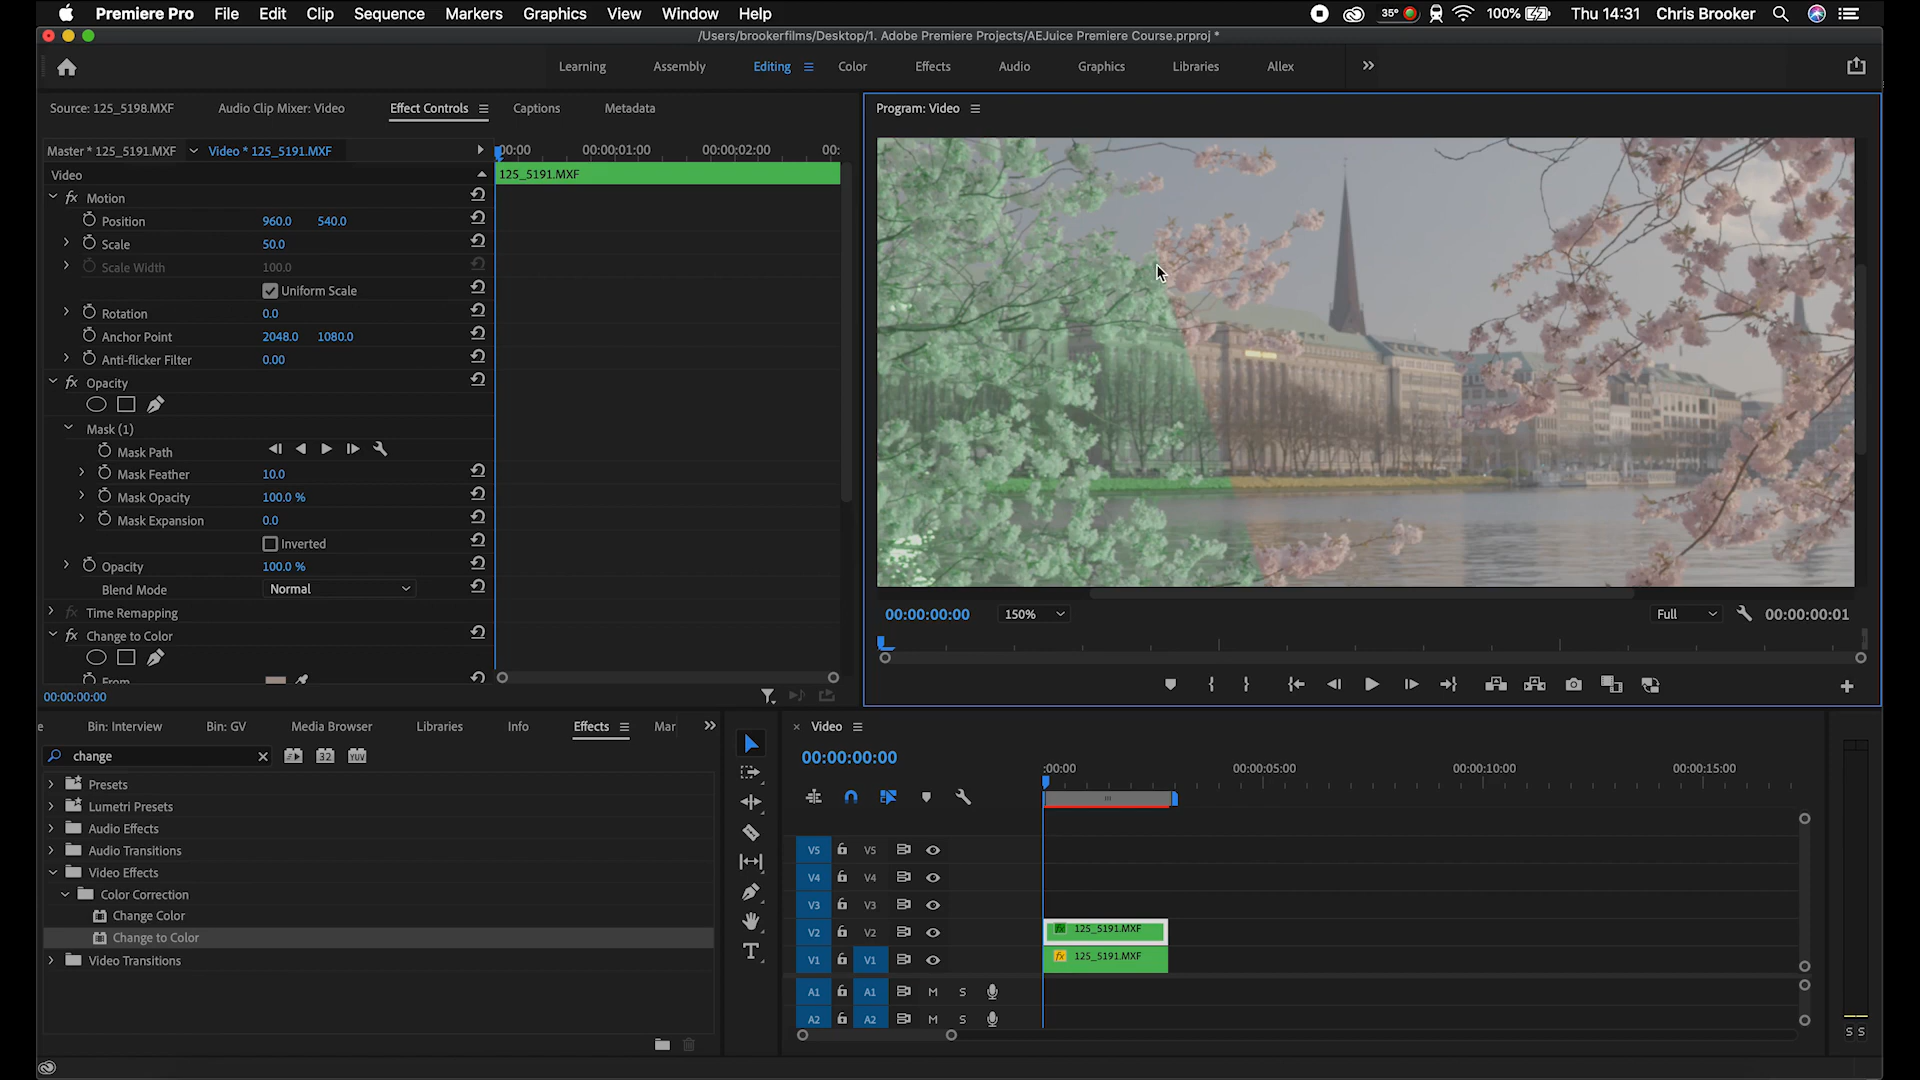 Premiere Pro File Edit Clip Sequence Markers Graphics View Window Help 35° 100% Thu 14:31 Chris Brooker
/Users/brookerfilms/Desktop/1. Adobe Premiere Projects/AEJuice Premiere Course.prproj *
Learning Assembly Editing Color Effects Audio Graphics Libraries Allex
Source: 125_5198.MXF Audio Clip Mixer: Video Effect Controls Captions Metadata
Program: Video
Master * 125_5191.MXF Video * 125_5191.MXF
:00:00 00:00:01:00 00:00:02:00 00:
Video
125_5191.MXF
fx Motion
Position 960.0 540.0
Scale 50.0
Scale Width 100.0
Uniform Scale
Rotation 0.0
Anchor Point 2048.0 1080.0
Anti-flicker Filter 0.00
fx Opacity
Mask (1)
Mask Path
Mask Feather 10.0
Mask Opacity 100.0 %
Mask Expansion 0.0
Inverted
Opacity 100.0 %
Blend Mode Normal
fx Time Remapping
fx Change to Color
From
00:00:00:00
00:00:00:00 150% Full 00:00:00:01
e Bin: Interview Bin: GV Media Browser Libraries Info Effects Mar
change 32 YUV
Presets
Lumetri Presets
Audio Effects
Audio Transitions
Video Effects
Color Correction
Change Color
Change to Color
Video Transitions
Video
00:00:00:00
:00:00 00:00:05:00 00:00:10:00 00:00:15:00
V5 V5
V4 V4
V3 V3
V2 V2 fx 125_5191.MXF
V1 V1 fx 125_5191.MXF
A1 A1 M S
A2 A2 M S
S S